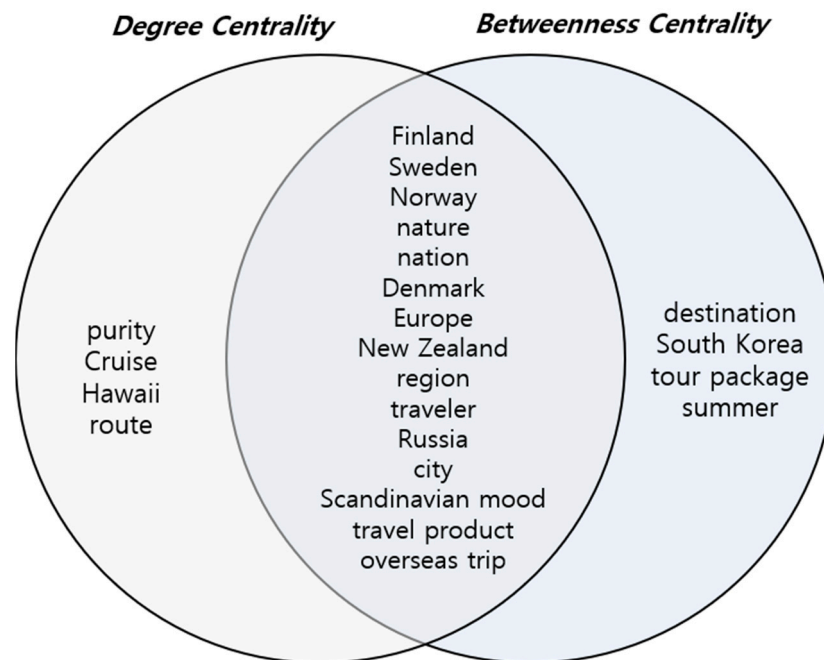 Degree Centrality
Betweenness Centrality
purity
Cruise
Hawaii
route
Finland
Sweden
Norway
nature
nation
Denmark
Europe
New Zealand
region
traveler
Russia
city
Scandinavian mood
travel product
overseas trip
destination
South Korea
tour package
summer